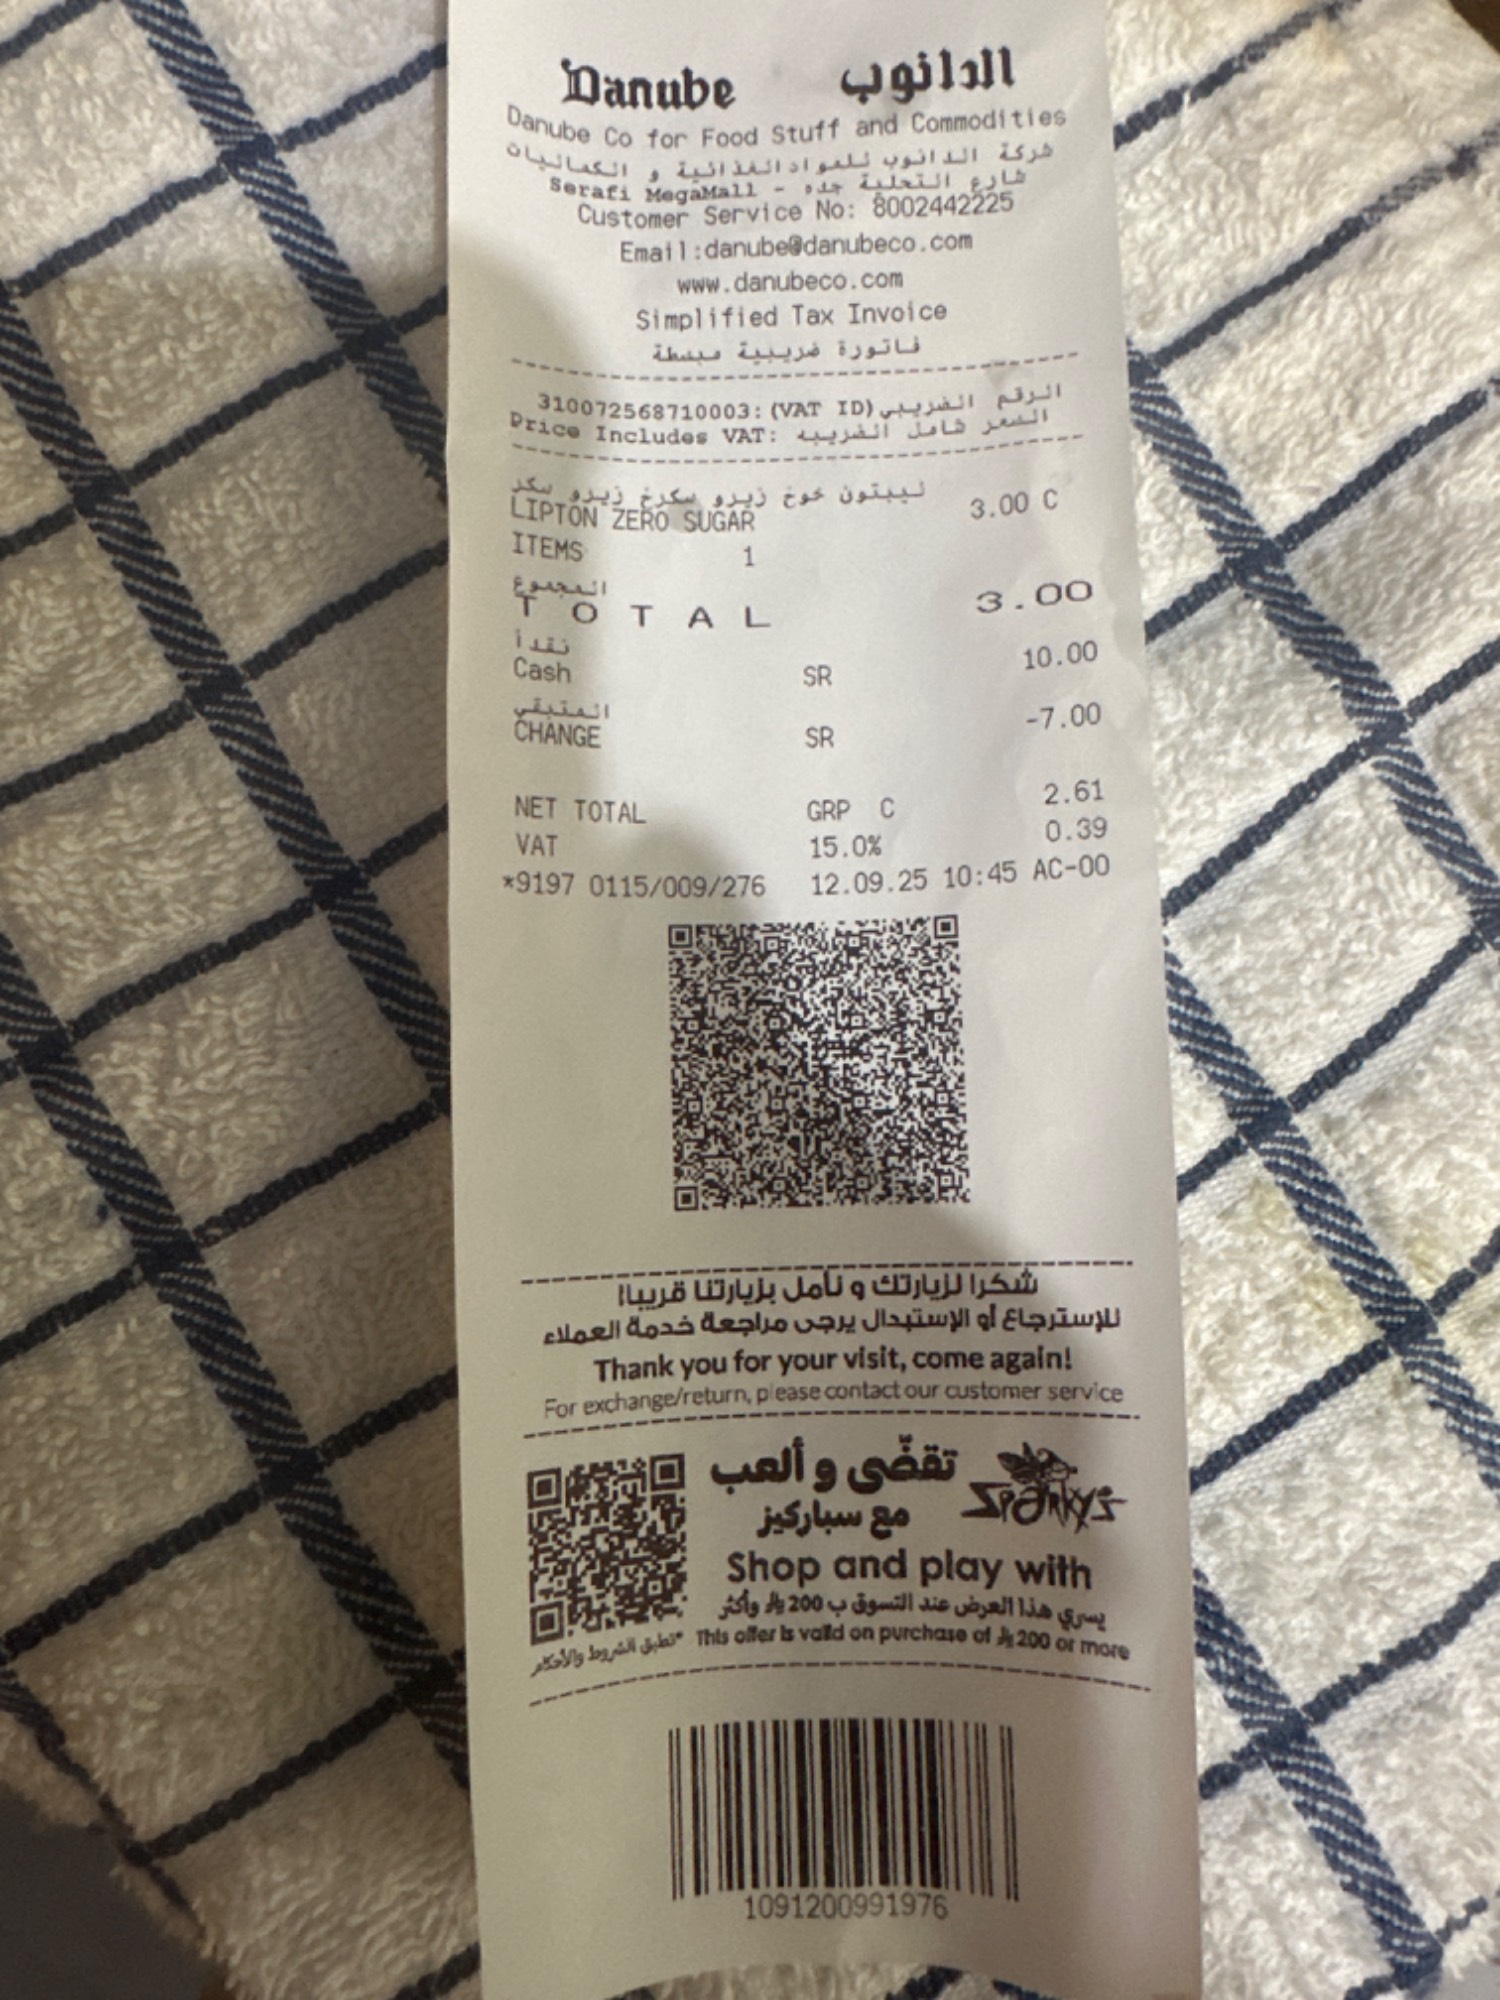 Danube الدانوب
Danube Co for Food Stuff and Commodities
شركة الدانوب للمواد الغذائية و الكماليات
Serafi MegaMall - شارع التحلية جده
Customer Service No: 8002442225
Email:danube@danubeco.com
www.danubeco.com
Simplified Tax Invoice
فاتورة ضريبية مبسطة
310072568710003:(VAT ID) الرقم الضريبي
Price Includes VAT: السعر شامل الضريبه
ليبتون خوخ زيرو سكرخ زيرو سكر
LIPTON ZERO SUGAR 3.00 C
ITEMS 1
المجموع
TOTAL 3.00
نقدأ
Cash SR 10.00
المتبقي
CHANGE SR -7.00
NET TOTAL GRP C 2.61
VAT 15.0% 0.39
*9197 0115/009/276 12.09.25 10:45 AC-00
شكرا لزيارتك و نأمل بزيارتنا قريبا!
للإسترجاع أو الإستبدال يرجى مراجعة خدمة العملاء
Thank you for your visit, come again!
For exchange/return, please contact our customer service
تقضّى و ألعب SPARKY'S
مع سباركيز
Shop and play with
يسري هذا العرض عند التسوق ب 200 ⃁ وأكثر
*تطبق الشروط والأحكام This offer is valid on purchase of ⃁ 200 or more
1091200991976